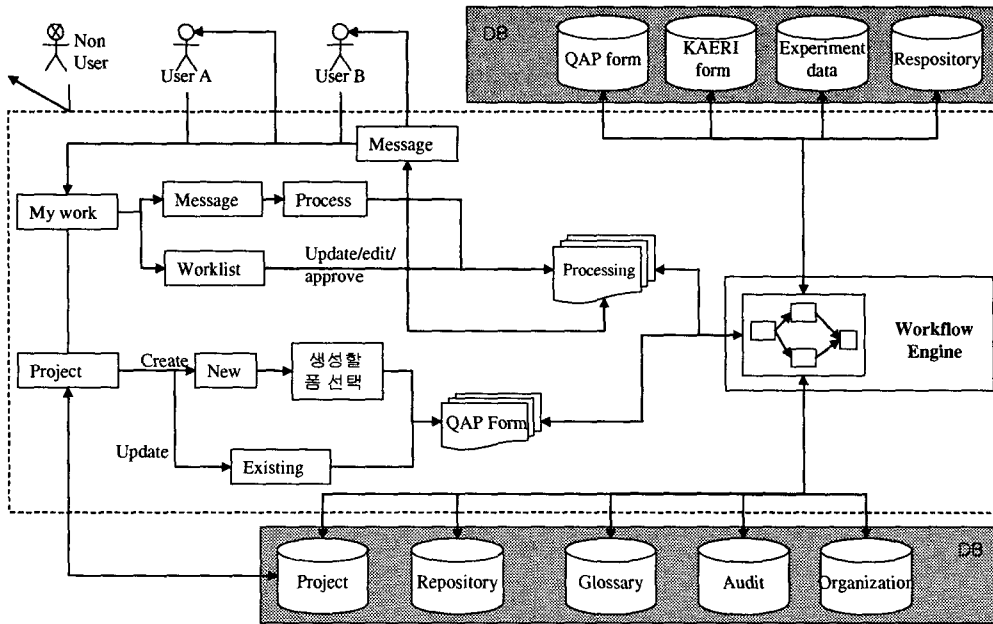 Non
User
User A
User B
DB
QAP form
KAERI
form
Experiment
data
Respository
Message
My work
Message
Process
Worklist
Update/edit/
approve
Processing
Workflow
Engine
Project
Create
New
생성할
폼 선택
QAP Form
Update
Existing
DB
Project
Repository
Glossary
Audit
Organization